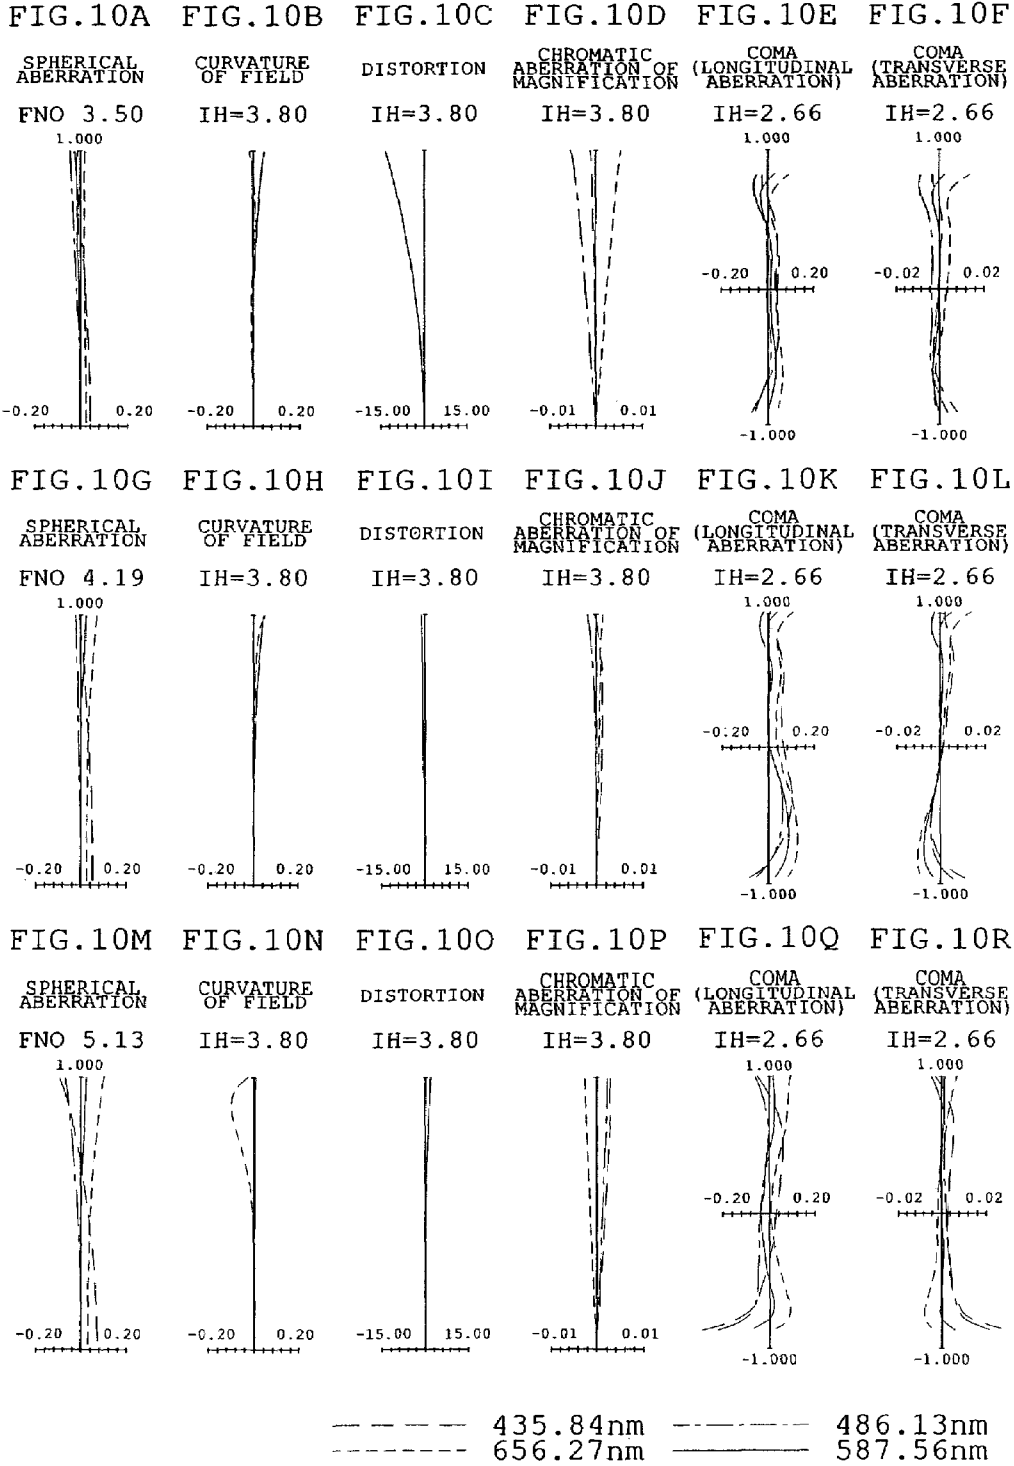 FIG.10A FIG.10B FIG.10C FIG.10D FIG.10E FIG.10F
SPHERICAL ABERRATION
CURVATURE OF FIELD
DISTORTION
CHROMATIC ABERRATION OF MAGNIFICATION
COMA (LONGITUDINAL ABERRATION)
COMA (TRANSVERSE ABERRATION)
FNO 3.50 IH=3.80 IH=3.80 IH=3.80 IH=2.66 IH=2.66
1.000 1.000 1.000
-0.20 0.20 -0.02 0.02
-0.20 0.20 -0.20 0.20 -15.00 15.00 -0.01 0.01
-1.000 -1.000
FIG.10G FIG.10H FIG.10I FIG.10J FIG.10K FIG.10L
SPHERICAL ABERRATION
CURVATURE OF FIELD
DISTORTION
CHROMATIC ABERRATION OF MAGNIFICATION
COMA (LONGITUDINAL ABERRATION)
COMA (TRANSVERSE ABERRATION)
FNO 4.19 IH=3.80 IH=3.80 IH=3.80 IH=2.66 IH=2.66
1.000 1.000 1.000
-0.20 0.20 -0.02 0.02
-0.20 0.20 -0.20 0.20 -15.00 15.00 -0.01 0.01
-1.000 -1.000
FIG.10M FIG.10N FIG.10O FIG.10P FIG.10Q FIG.10R
SPHERICAL ABERRATION
CURVATURE OF FIELD
DISTORTION
CHROMATIC ABERRATION OF MAGNIFICATION
COMA (LONGITUDINAL ABERRATION)
COMA (TRANSVERSE ABERRATION)
FNO 5.13 IH=3.80 IH=3.80 IH=3.80 IH=2.66 IH=2.66
1.000 1.000 1.000
-0.20 0.20 -0.02 0.02
-0.20 0.20 -0.20 0.20 -15.00 15.00 -0.01 0.01
-1.000 -1.000
435.84nm 486.13nm
656.27nm 587.56nm